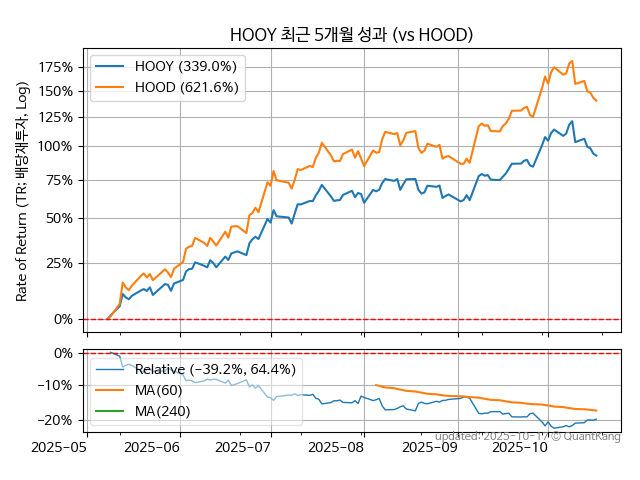 HOOY 최근 5개월 성과 (vs HOOD)
Rate of Return (TR: 배당재투자, Log)
175%
150%
125%
100%
75%
50%
25%
0%
HOOY (339.0%)
HOOD (621.6%)
0%
−10%
−20%
Relative (−39.2%, 64.4%)
MA(60)
MA(240)
2025-05
2025-06
2025-07
2025-08
2025-09
2025-10
updated: 2025-10-17 © QuantKang